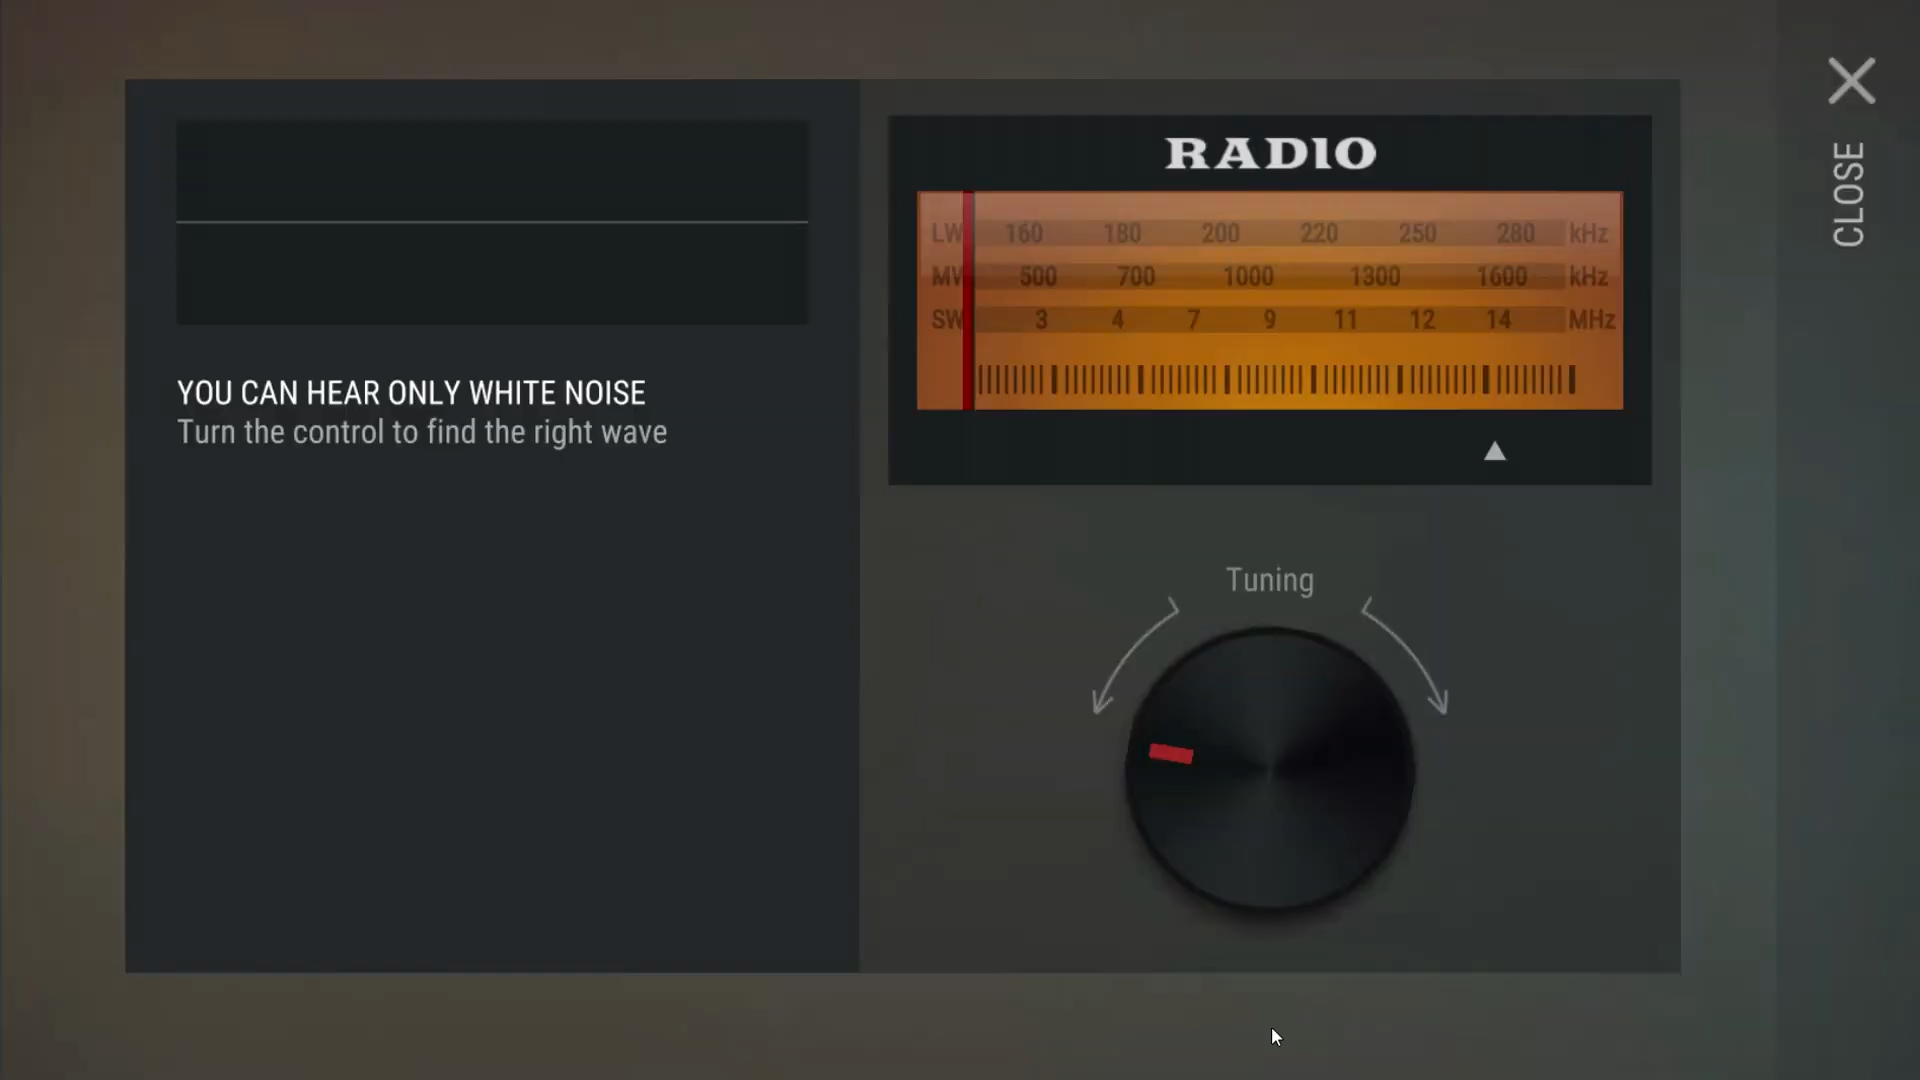 RADIO
LW 160 180 200 220 250 280 kHz
MW 500 700 1000 1300 1600 kHz
SW 3 4 7 9 11 12 14 MHz
YOU CAN HEAR ONLY WHITE NOISE
Turn the control to find the right wave
Tuning
CLOSE